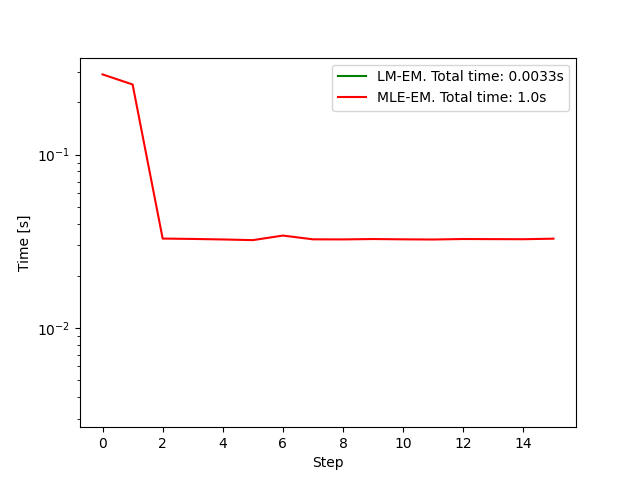 LM-EM. Total time: 0.0033s
MLE-EM. Total time: 1.0s
10⁻¹
10⁻²
Time [s]
0 2 4 6 8 10 12 14
Step